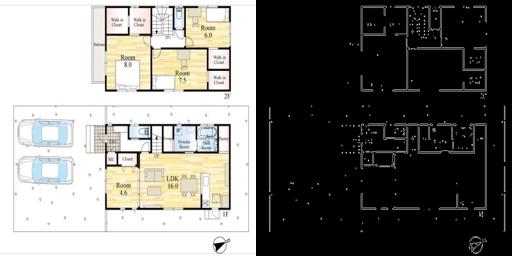 Walk in
Closet
Walk in
Closet
Room
6.0
Balcony
Room
8.0
Room
7.5
Walk in
Closet
Walk in
Closet
2F
SIC
Closet
Powder
Room
Bath
Room
Room
4.6
LDK
16.0
1F